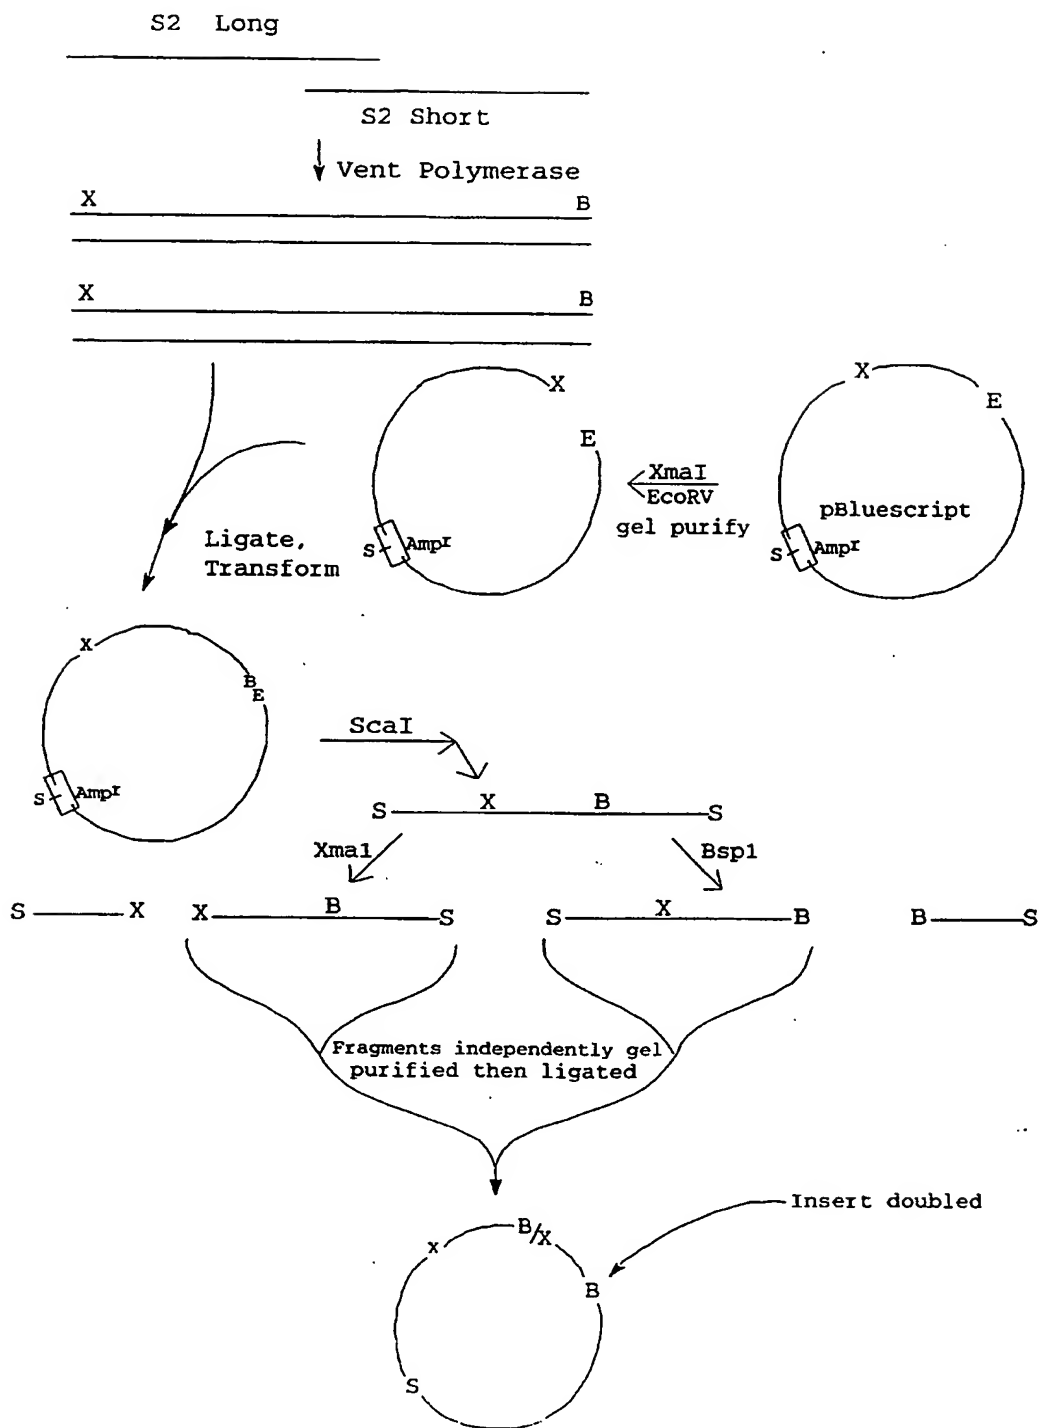 S2 Long
S2 Short
Vent Polymerase
X B
X B
X
E
S Ampr
XmaI
EcoRV
gel purify
X
E
pBluescript
S Ampr
Ligate,
Transform
X
B
E
S Ampr
ScaI
S X B S
Xma1
Bsp1
S X X B S S X B B S
Fragments independently gel
purified then ligated
Insert doubled
x
B/X
B
S